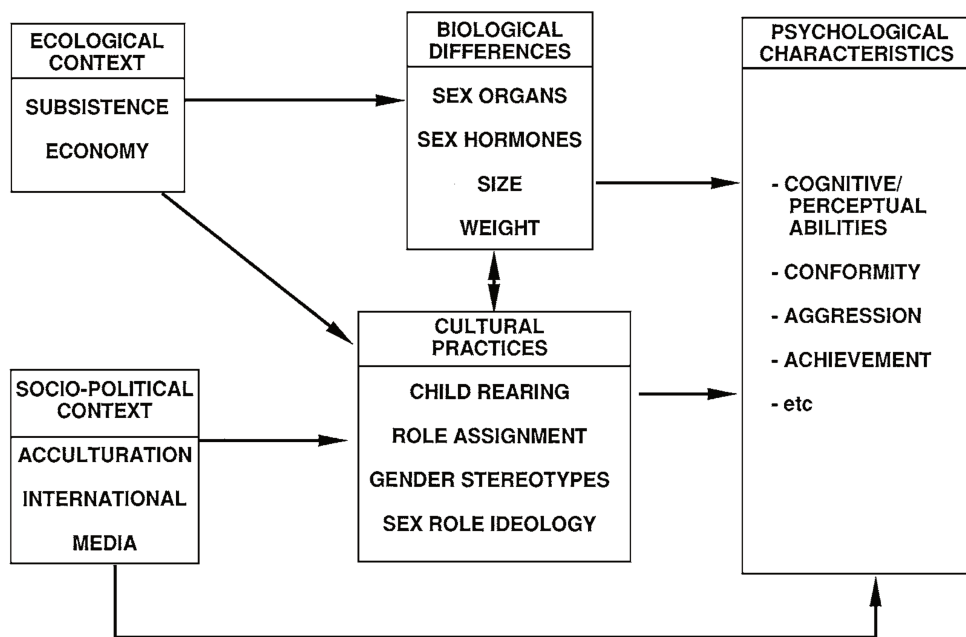 ECOLOGICAL
CONTEXT
SUBSISTENCE
ECONOMY
SOCIO-POLITICAL
CONTEXT
ACCULTURATION
INTERNATIONAL
MEDIA
BIOLOGICAL
DIFFERENCES
SEX ORGANS
SEX HORMONES
SIZE
WEIGHT
CULTURAL
PRACTICES
CHILD REARING
ROLE ASSIGNMENT
GENDER STEREOTYPES
SEX ROLE IDEOLOGY
PSYCHOLOGICAL
CHARACTERISTICS
- COGNITIVE/
PERCEPTUAL
ABILITIES
- CONFORMITY
- AGGRESSION
- ACHIEVEMENT
- etc